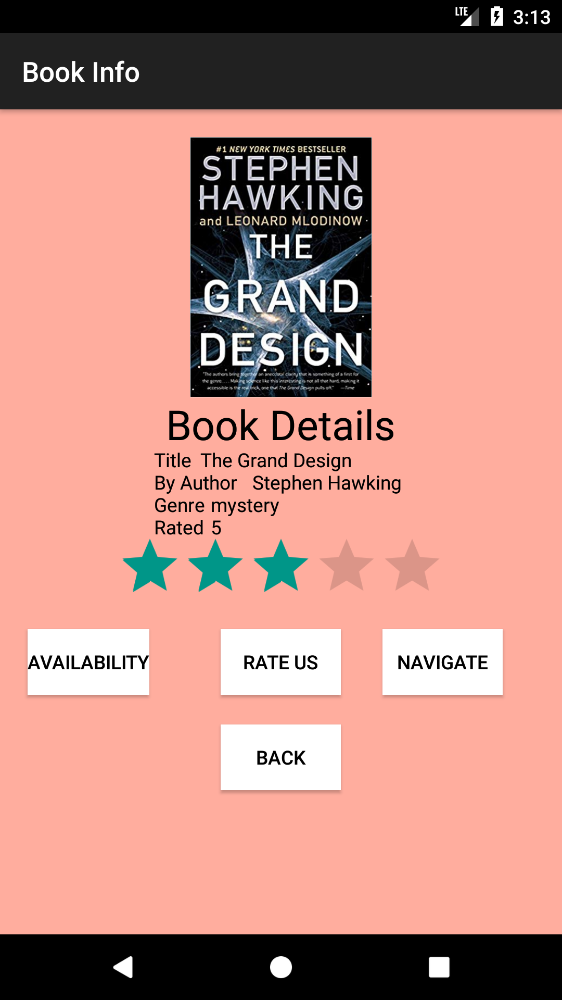 LTE 3:13
Book Info
#1 NEW YORK TIMES BESTSELLER
STEPHEN
HAWKING
and LEONARD MLODINOW
THE
GRAND
DESIGN
"The authors bring together an anecdotal clarity that is something of a first for
the genre. . . . Making science like this interesting is not all that hard, making it
accessible is the real trick, one that The Grand Design pulls off." —Time
Book Details
Title The Grand Design
By Author Stephen Hawking
Genre mystery
Rated 5
AVAILABILITY RATE US NAVIGATE
BACK